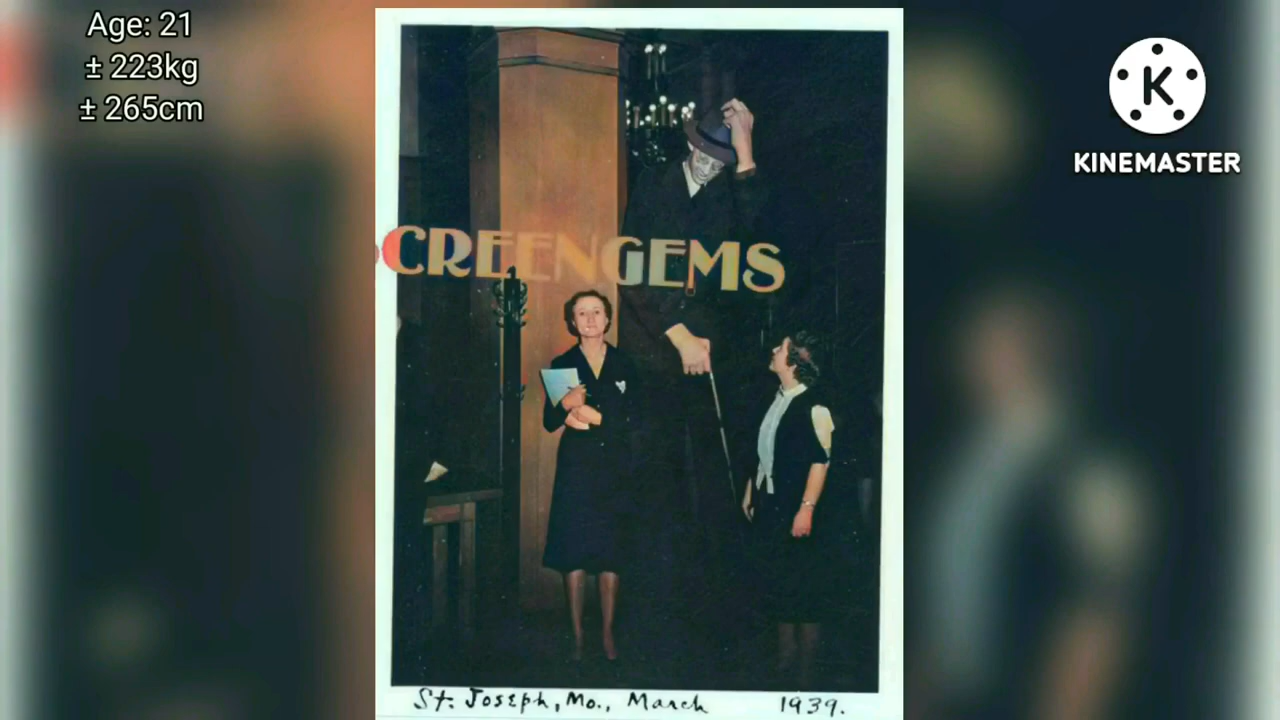 Age: 21
± 223kg
± 265cm
K
KINEMASTER
CREENGEMS
St. Joseph, Mo., March 1939.